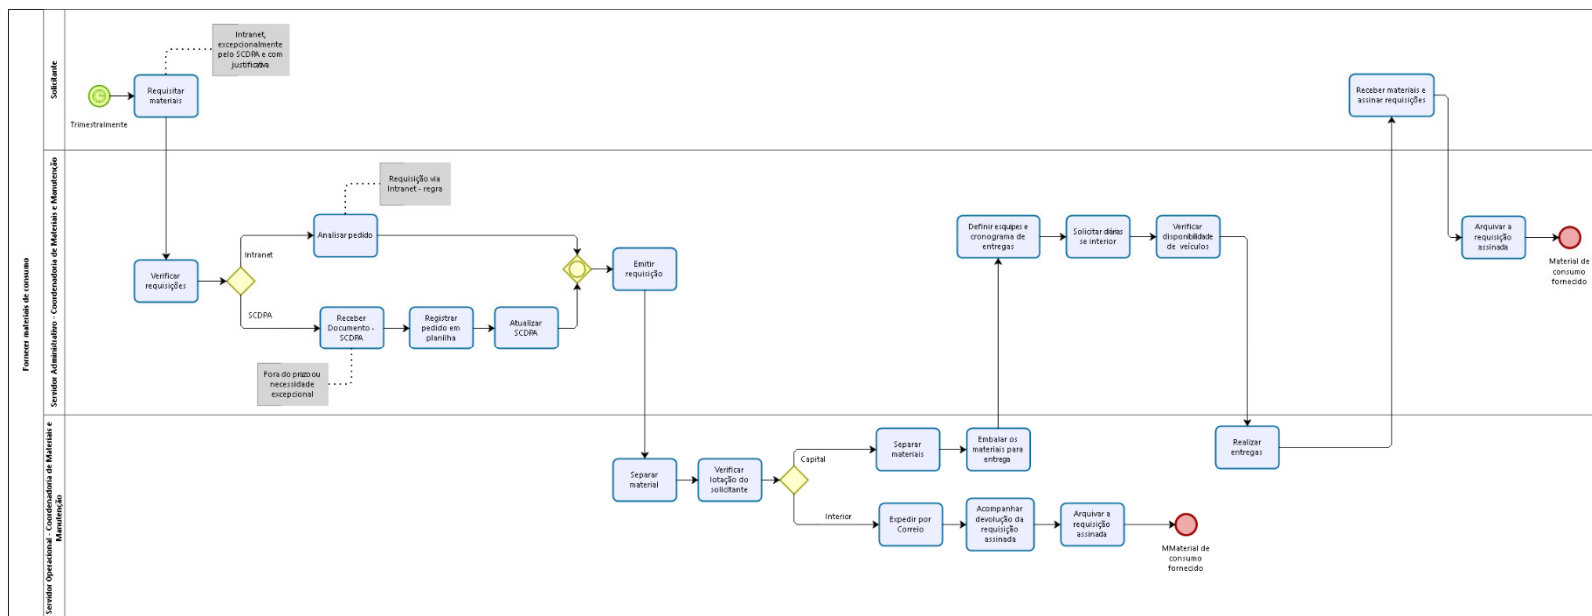 Fornecer materiais de consumo
Solicitante
Intranet,
excepcionalmente
pelo SCDPA e com
justificativa
Trimestralmente
Requisitar
materiais
Receber materiais e
assinar requisições
Servidor Administrativo - Coordenadoria de Materiais e Manutenção
Requisição via
Intranet - regra
Verificar
requisições
Intranet
Analisar pedido
SCDPA
Receber
Documento -
SCDPA
Registrar
pedido em
planilha
Atualizar
SCDPA
Fora do prazo ou
necessidade
excepcional
Emitir
requisição
Definir esquipes e
cronograma de
entregas
Solicitar diárias
se interior
Verificar
disponibilidade
de veículos
Arquivar a
requisição
assinada
Material de
consumo
fornecido
Servidor Operacional - Coordenadoria de Materiais e
Manutenção
Separar
material
Verificar
lotação do
solicitante
Capital
Separar
materiais
Embalar os
materiais para
entrega
Realizar
entregas
Interior
Expedir por
Correio
Acompanhar
devolução da
requisição
assinada
Arquivar a
requisição
assinada
MMaterial de
consumo
fornecido